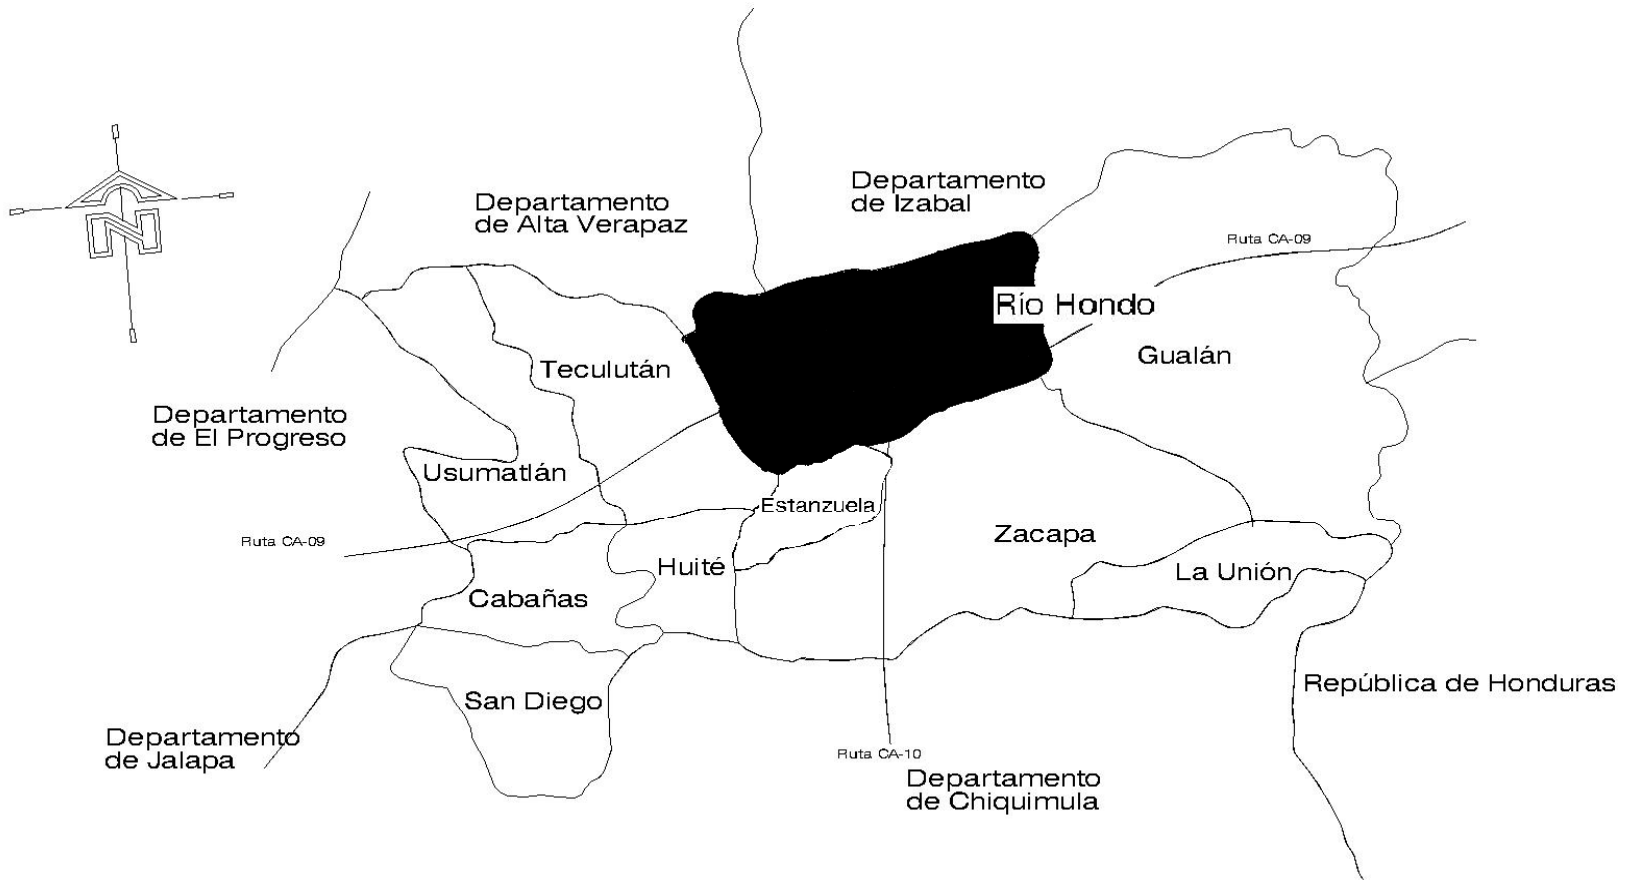 Departamento
de Izabal
Departamento
de Alta Verapaz
Ruta CA-09
Río Hondo
Gualán
Teculután
Departamento
de El Progreso
Usumatlán
Estanzuela
Zacapa
Ruta CA-09
Huité
La Unión
Cabañas
República de Honduras
San Diego
Departamento
de Jalapa
Ruta CA-10
Departamento
de Chiquimula
N